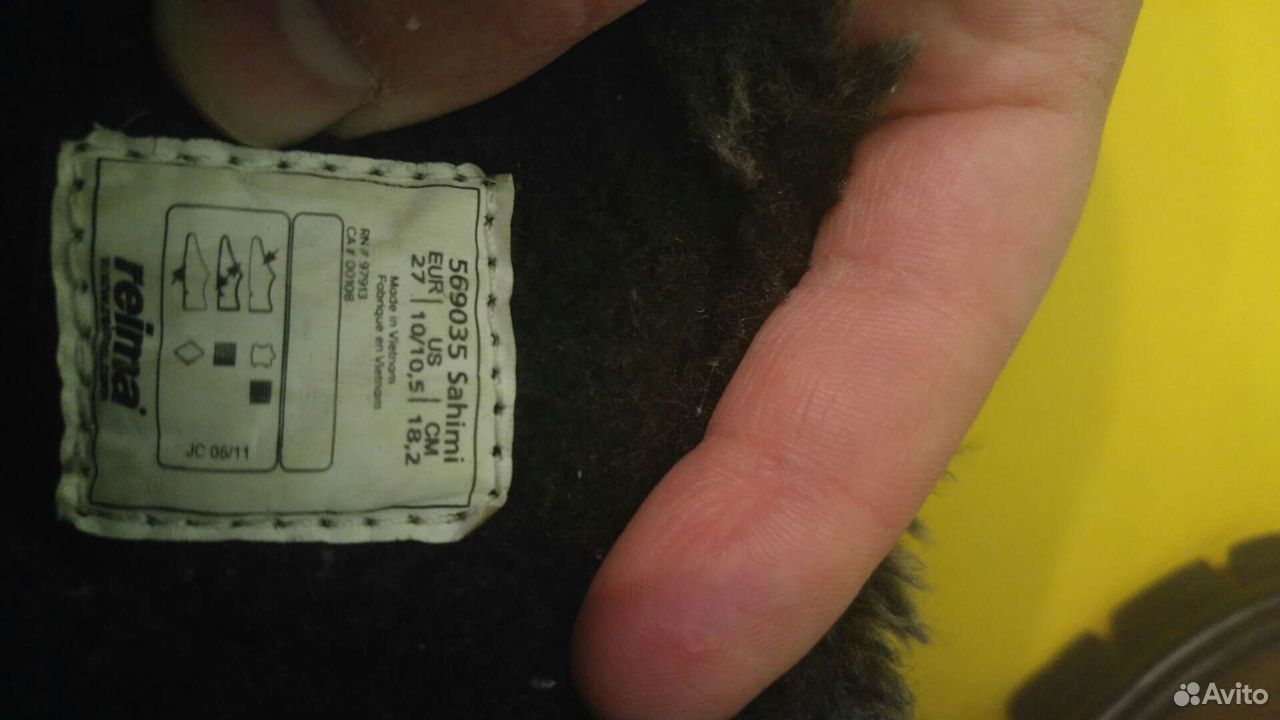 569035 Sahimi
EUR | US | CM
27 | 10/10,5 | 18,2
Made in Vietnam
Fabrique en Vietnam
RN # 97913
CA # 00108
JC 05/11
reima
Avito